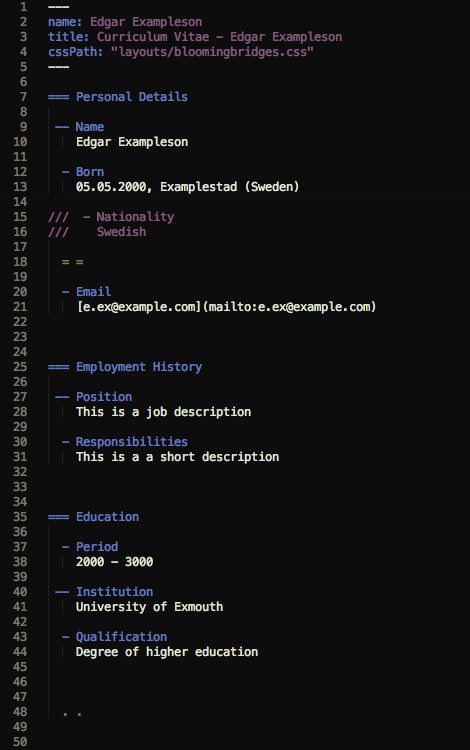 1 ---
2 name: Edgar Exampleson
3 title: Curriculum Vitae - Edgar Exampleson
4 cssPath: "layouts/bloomingbridges.css"
5 ---
6
7 === Personal Details
8
9 -- Name
10 Edgar Exampleson
11
12 - Born
13 05.05.2000, Examplestad (Sweden)
14
15 /// - Nationality
16 /// Swedish
17
18 = =
19
20 - Email
21 [e.ex@example.com](mailto:e.ex@example.com)
22
23
24
25 === Employment History
26
27 -- Position
28 This is a job description
29
30 - Responsibilities
31 This is a a short description
32
33
34
35 === Education
36
37 - Period
38 2000 - 3000
39
40 -- Institution
41 University of Exmouth
42
43 - Qualification
44 Degree of higher education
45
46
47
48 . .
49
50